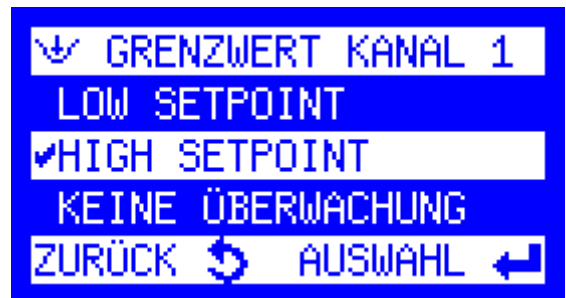 GRENZWERT KANAL 1
LOW SETPOINT
HIGH SETPOINT
KEINE ÜBERWACHUNG
ZURÜCK AUSWAHL